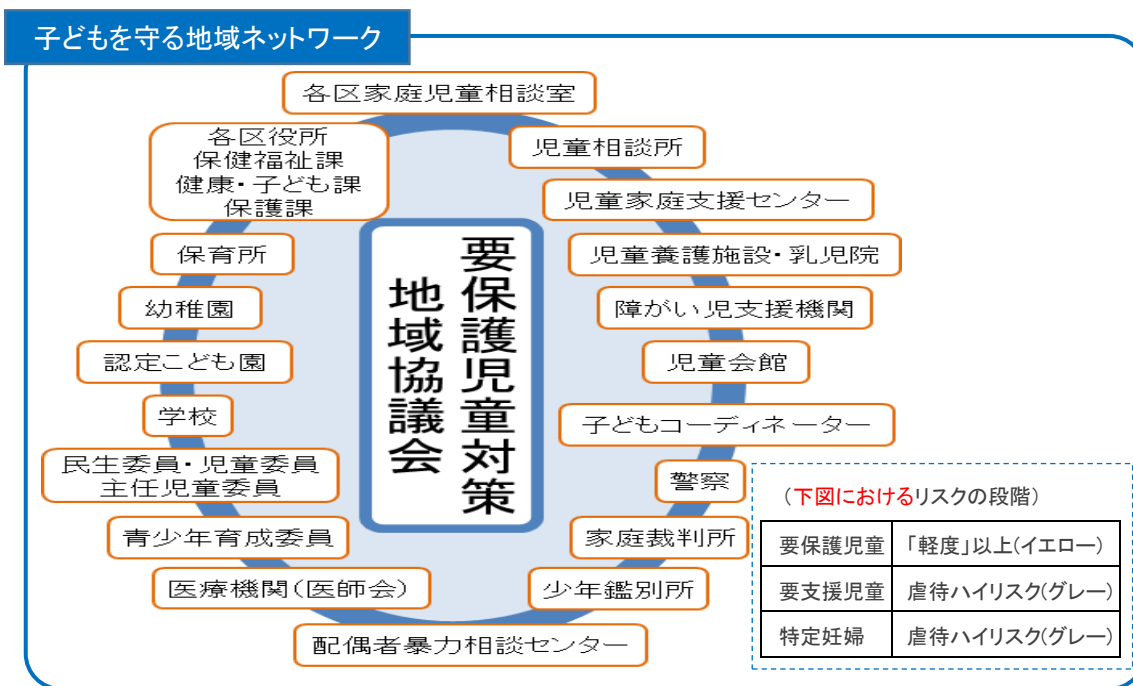 子どもを守る地域ネットワーク
各区家庭児童相談室
各区役所
保健福祉課
健康・子ども課
保護課
児童相談所
児童家庭支援センター
保育所
児童養護施設・乳児院
幼稚園
障がい児支援機関
認定こども園
児童会館
学校
子どもコーディネーター
民生委員・児童委員
主任児童委員
警察
青少年育成委員
家庭裁判所
医療機関(医師会)
少年鑑別所
配偶者暴力相談センター
要保護児童対策
地域協議会
(下図におけるリスクの段階)
要保護児童 「軽度」以上(イエロー)
要支援児童 虐待ハイリスク(グレー)
特定妊婦 虐待ハイリスク(グレー)